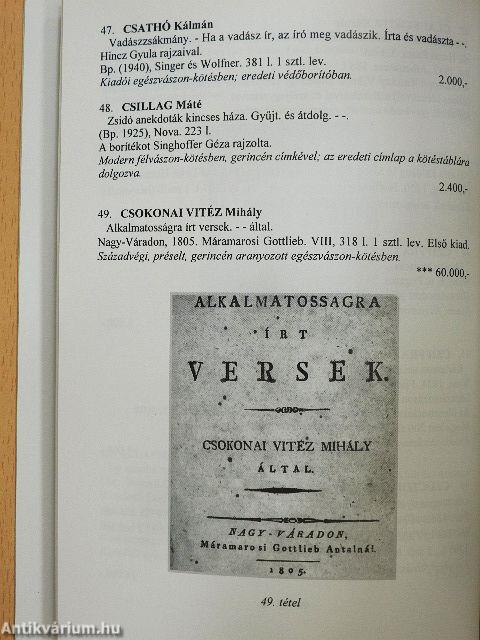 47. CSATHÓ Kálmán
Vadászzsákmány. - Ha a vadász ír, az író meg vadászik. Írta és vadászta - -.
Hincz Gyula rajzaival.
Bp. (1940), Singer és Wolfner. 381 l. 1 sztl. lev.
Kiadói egészvászon-kötésben; eredeti védőborítóban.
2.000,-
48. CSILLAG Máté
Zsidó anekdoták kincses háza. Gyűjt. és átdolg. - -.
(Bp. 1925), Nova. 223 l.
A borítékot Singhoffer Géza rajzolta.
Modern félvászon-kötésben, gerincén címkével; az eredeti címlap a kötéstáblára
dolgozva.
2.400,-
49. CSOKONAI VITÉZ Mihály
Alkalmatosságra írt versek. - - által.
Nagy-Váradon, 1805. Máramarosi Gottlieb. VIII, 318 l. 1 sztl. lev. Első kiad.
Századvégi, préselt, gerincén aranyozott egészvászon-kötésben.
*** 60.000,-
ALKALMATOSSAGRA
ÍRT
VERSEK.
CSOKONAI VITÉZ MIHÁLY
ÁLTAL.
NAGY-VÁRADON,
Máramarosi Gottlieb Antalnál.
1805.
49. tétel
Antikvárium.hu